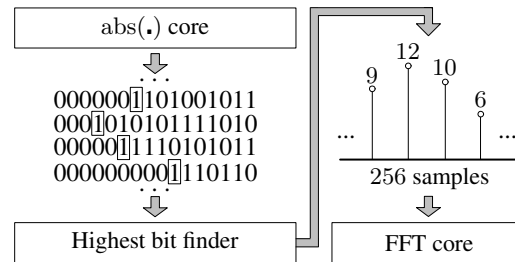 abs(.) core
...
0000001101001011
0001010101111010
0000011110101011
0000000001110110
...
Highest bit finder
9 12 10 6
... ...
256 samples
FFT core